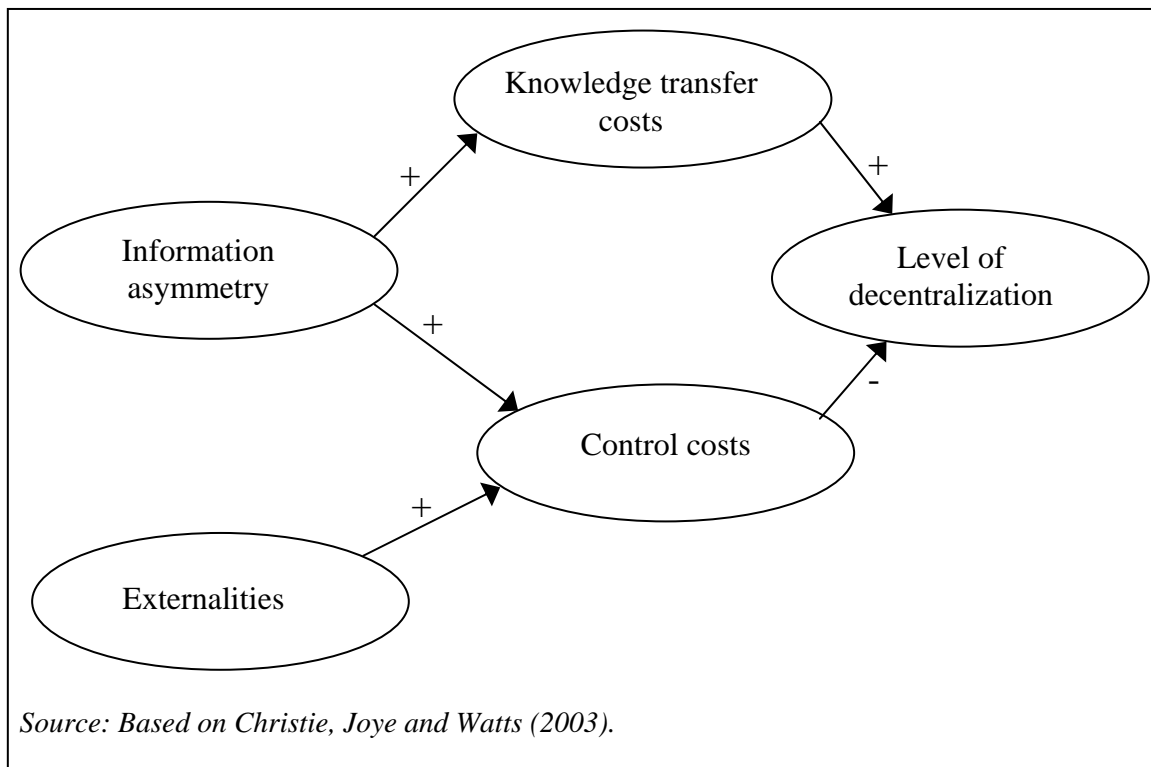 Knowledge transfer
costs
+
+
Information
asymmetry
Level of
decentralization
+
-
Control costs
+
Externalities
Source: Based on Christie, Joye and Watts (2003).